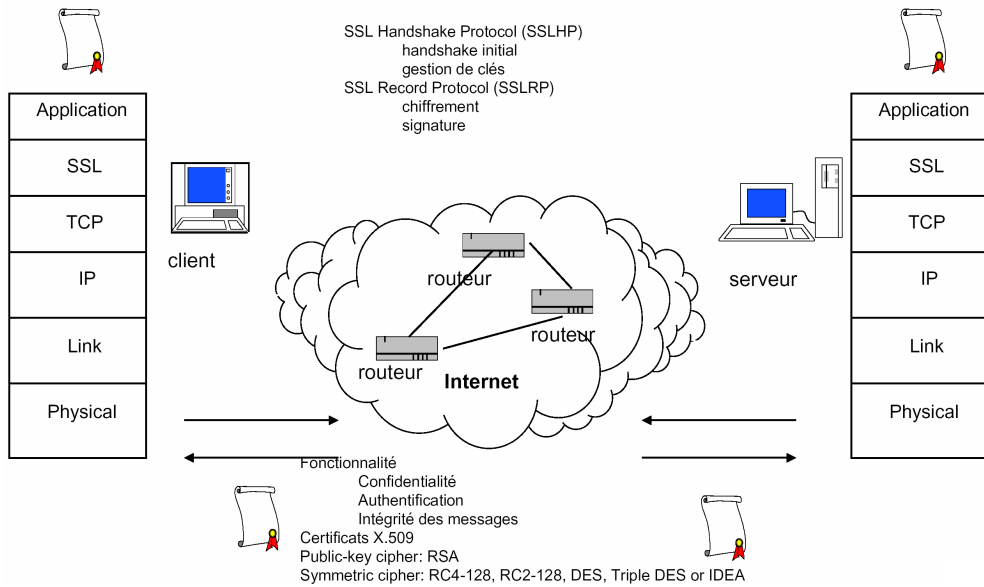 SSL Handshake Protocol (SSLHP)
handshake initial
gestion de clés
SSL Record Protocol (SSLRP)
chiffrement
signature
Application
SSL
TCP
IP
Link
Physical
client
routeur
routeur
routeur
Internet
serveur
Application
SSL
TCP
IP
Link
Physical
Fonctionnalité
Confidentialité
Authentification
Intégrité des messages
Certificats X.509
Public-key cipher: RSA
Symmetric cipher: RC4-128, RC2-128, DES, Triple DES or IDEA